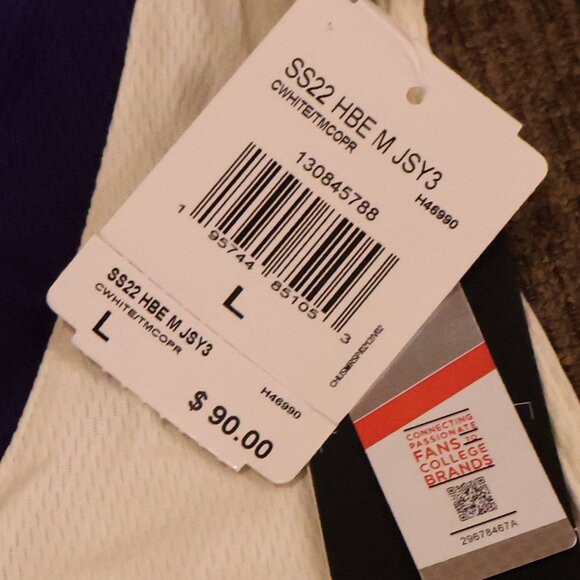 SS22 HBE M JSY3
CWHITE/TMCOPR
130845788
H46990
1 95744 85105 3
L
SS22 HBE M JSY3
CWHITE/TMCOPR
L
H46990
$ 90.00
CONNECTING
PASSIONATE
FANS TO
COLLEGE
BRANDS
29678467A